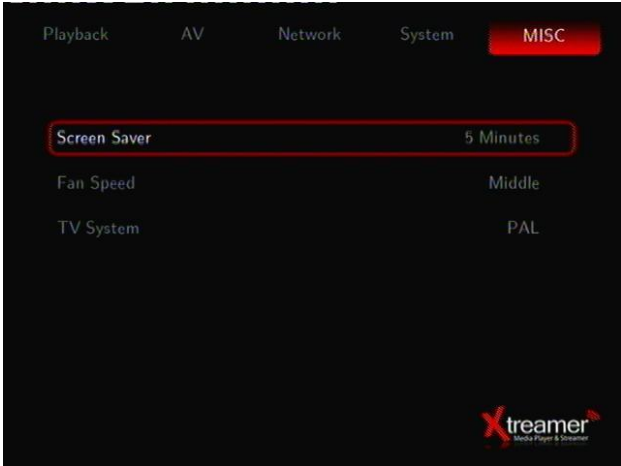 Playback AV Network System MISC
Screen Saver 5 Minutes
Fan Speed Middle
TV System PAL
Xtreamer
Media Player & Streamer